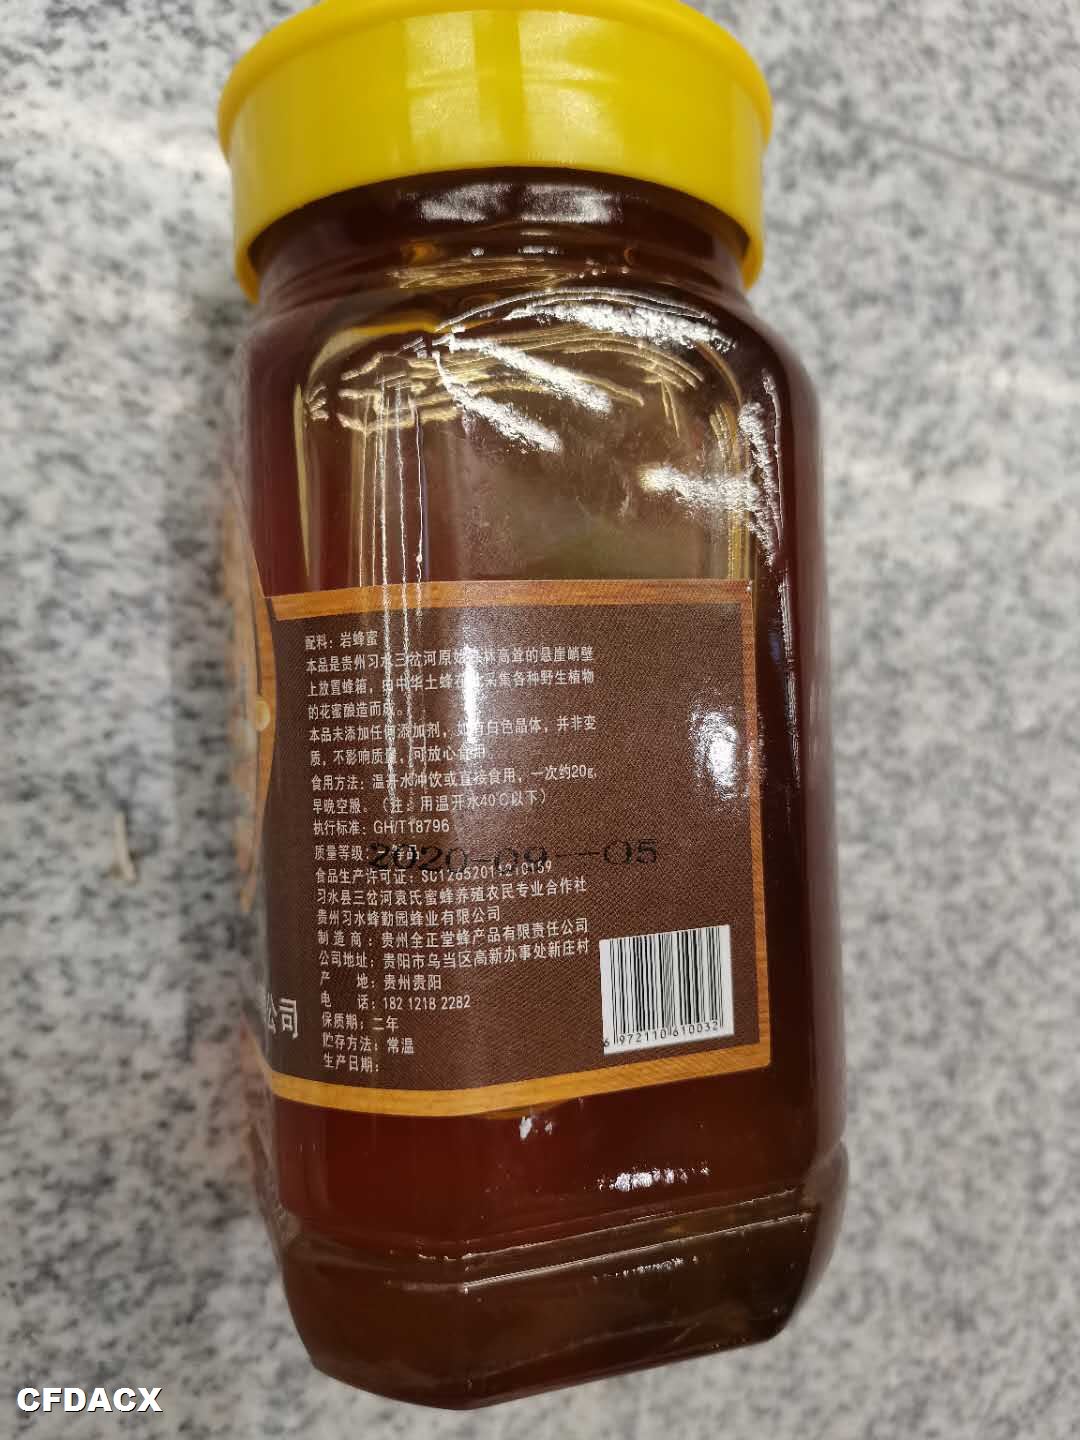 配料：岩蜂蜜
本品是贵州习水三岔河原始森林高耸的悬崖峭壁
上放置蜂箱，由中华土蜂在此采集各种野生植物
的花蜜酿造而成。
本品未添加任何添加剂，如有白色晶体，并非变
质，不影响质量，可放心食用。
食用方法：温开水冲饮或直接食用，一次约20g,
早晚空服。（注：用温开水40℃以下）
执行标准：GH/T18796
质量等级：一等品
2020-09--05
食品生产许可证：SC12652011210159
习水县三岔河袁氏蜜蜂养殖农民专业合作社
贵州习水蜂勤园蜂业有限公司
制造商：贵州全正堂蜂产品有限责任公司
公司地址：贵阳市乌当区高新办事处新庄村
产地：贵州贵阳
电话：182 1218 2282
保质期：二年
贮存方法：常温
生产日期：
公司
6972110610032
CFDACX